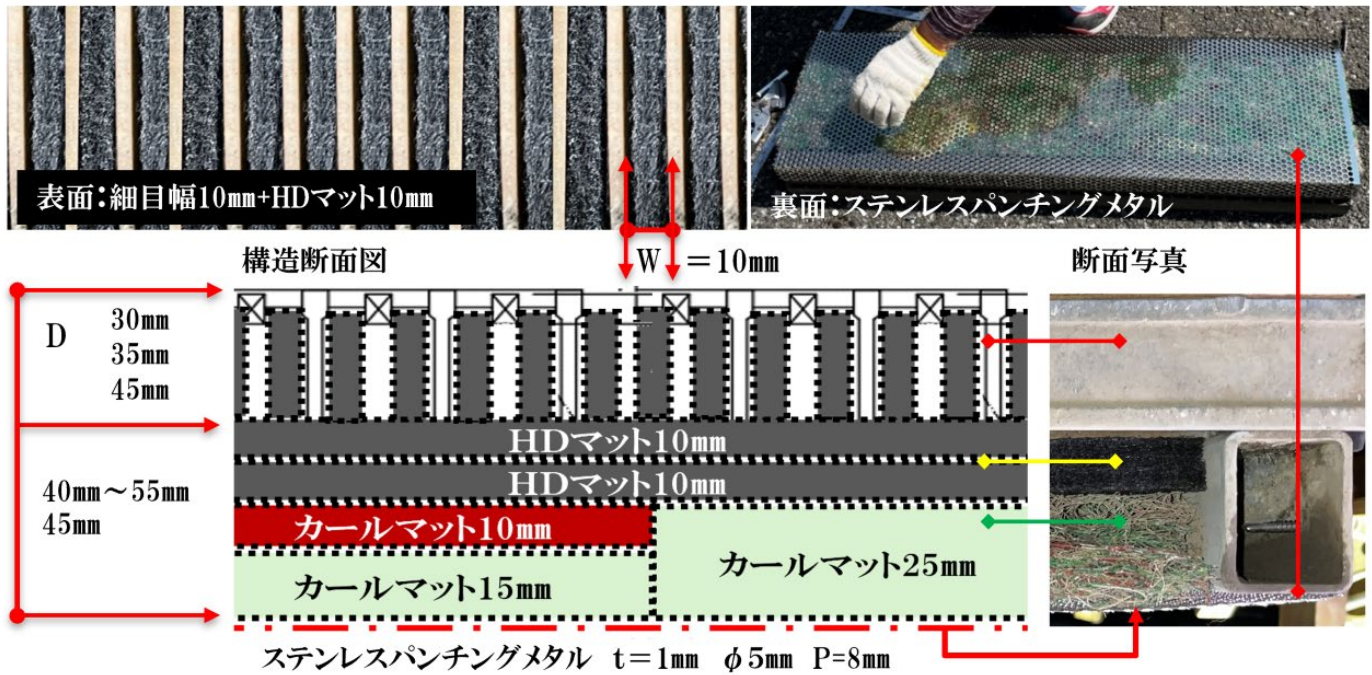 表面:細目幅10mm+HDマット10mm
裏面:ステンレスパンチングメタル
構造断面図
W =10mm
断面写真
D
30mm
35mm
45mm
HDマット10mm
HDマット10mm
40mm~55mm
45mm
カールマット10mm
カールマット25mm
カールマット15mm
ステンレスパンチングメタル t=1mm φ5mm P=8mm